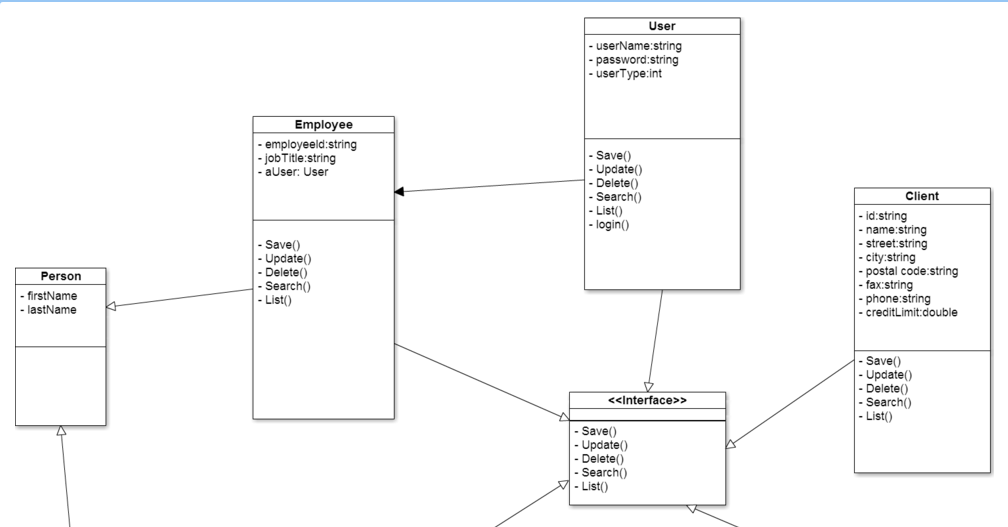 User
- userName:string
- password:string
- userType:int
- Save()
- Update()
- Delete()
- Search()
- List()
- login()
Employee
- employeeId:string
- jobTitle:string
- aUser: User
- Save()
- Update()
- Delete()
- Search()
- List()
Client
- id:string
- name:string
- street:string
- city:string
- postal code:string
- fax:string
- phone:string
- creditLimit:double
- Save()
- Update()
- Delete()
- Search()
- List()
Person
- firstName
- lastName
<<Interface>>
- Save()
- Update()
- Delete()
- Search()
- List()